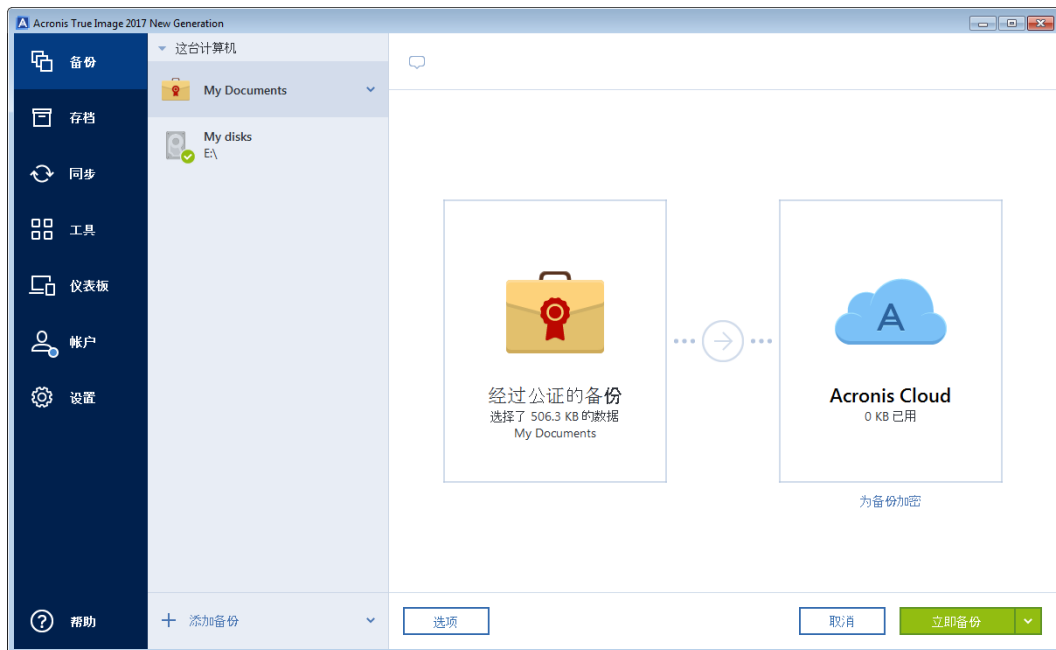 Acronis True Image 2017 New Generation
备份
存档
同步
工具
仪表板
帐户
设置
帮助
这台计算机
My Documents
My disks
E:\
添加备份
经过公证的备份
选择了 506.3 KB 的数据
My Documents
Acronis Cloud
0 KB 已用
为备份加密
选项
取消
立即备份